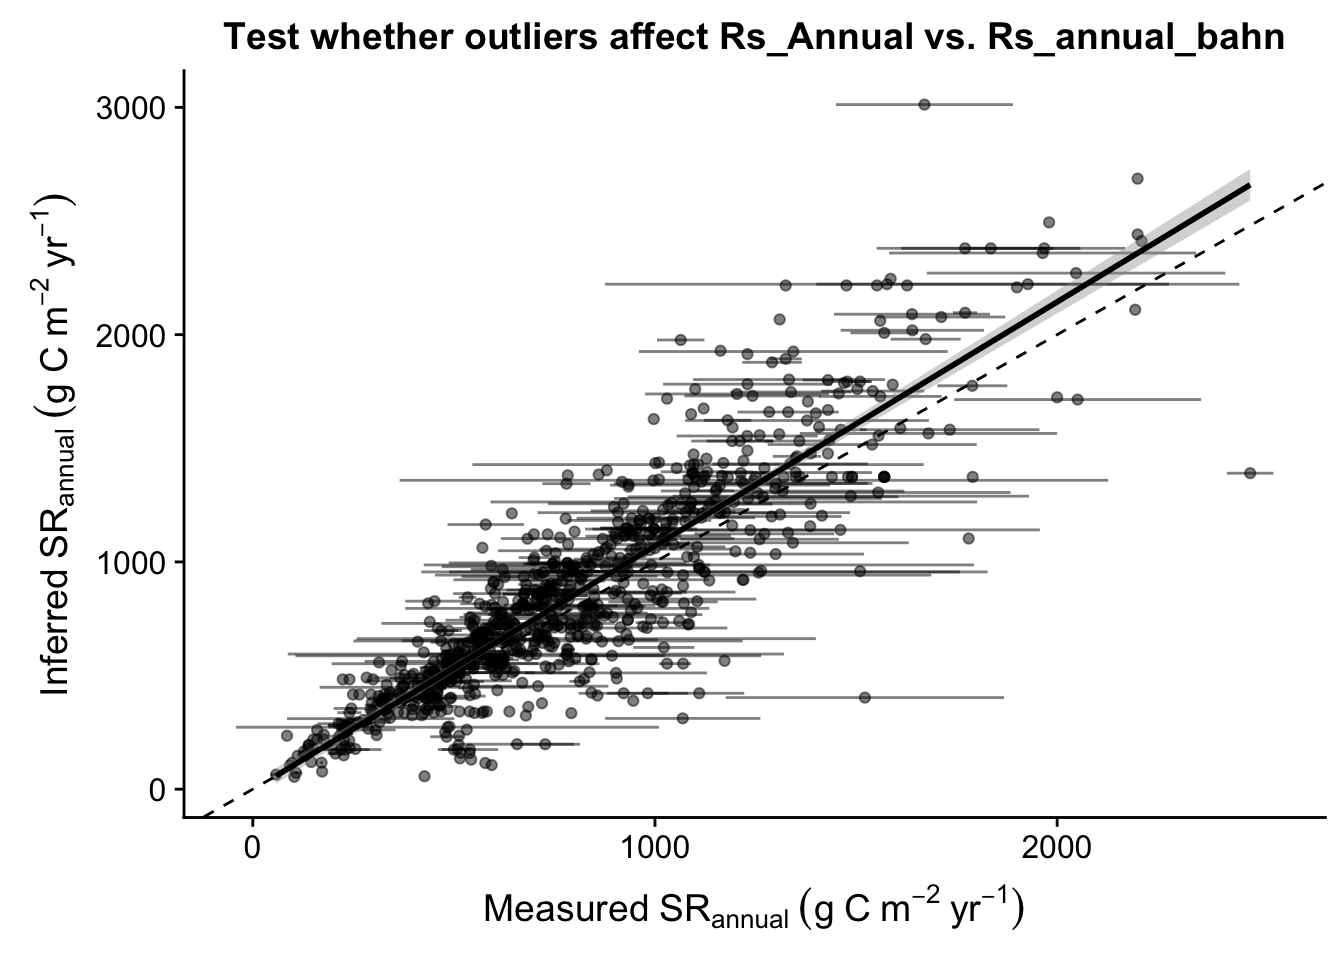 Test whether outliers affect Rs_Annual vs. Rs_annual_bahn
3000
2000
1000
0
Inferred SRannual (g C m−2 yr−1)
0 1000 2000
Measured SRannual (g C m−2 yr−1)